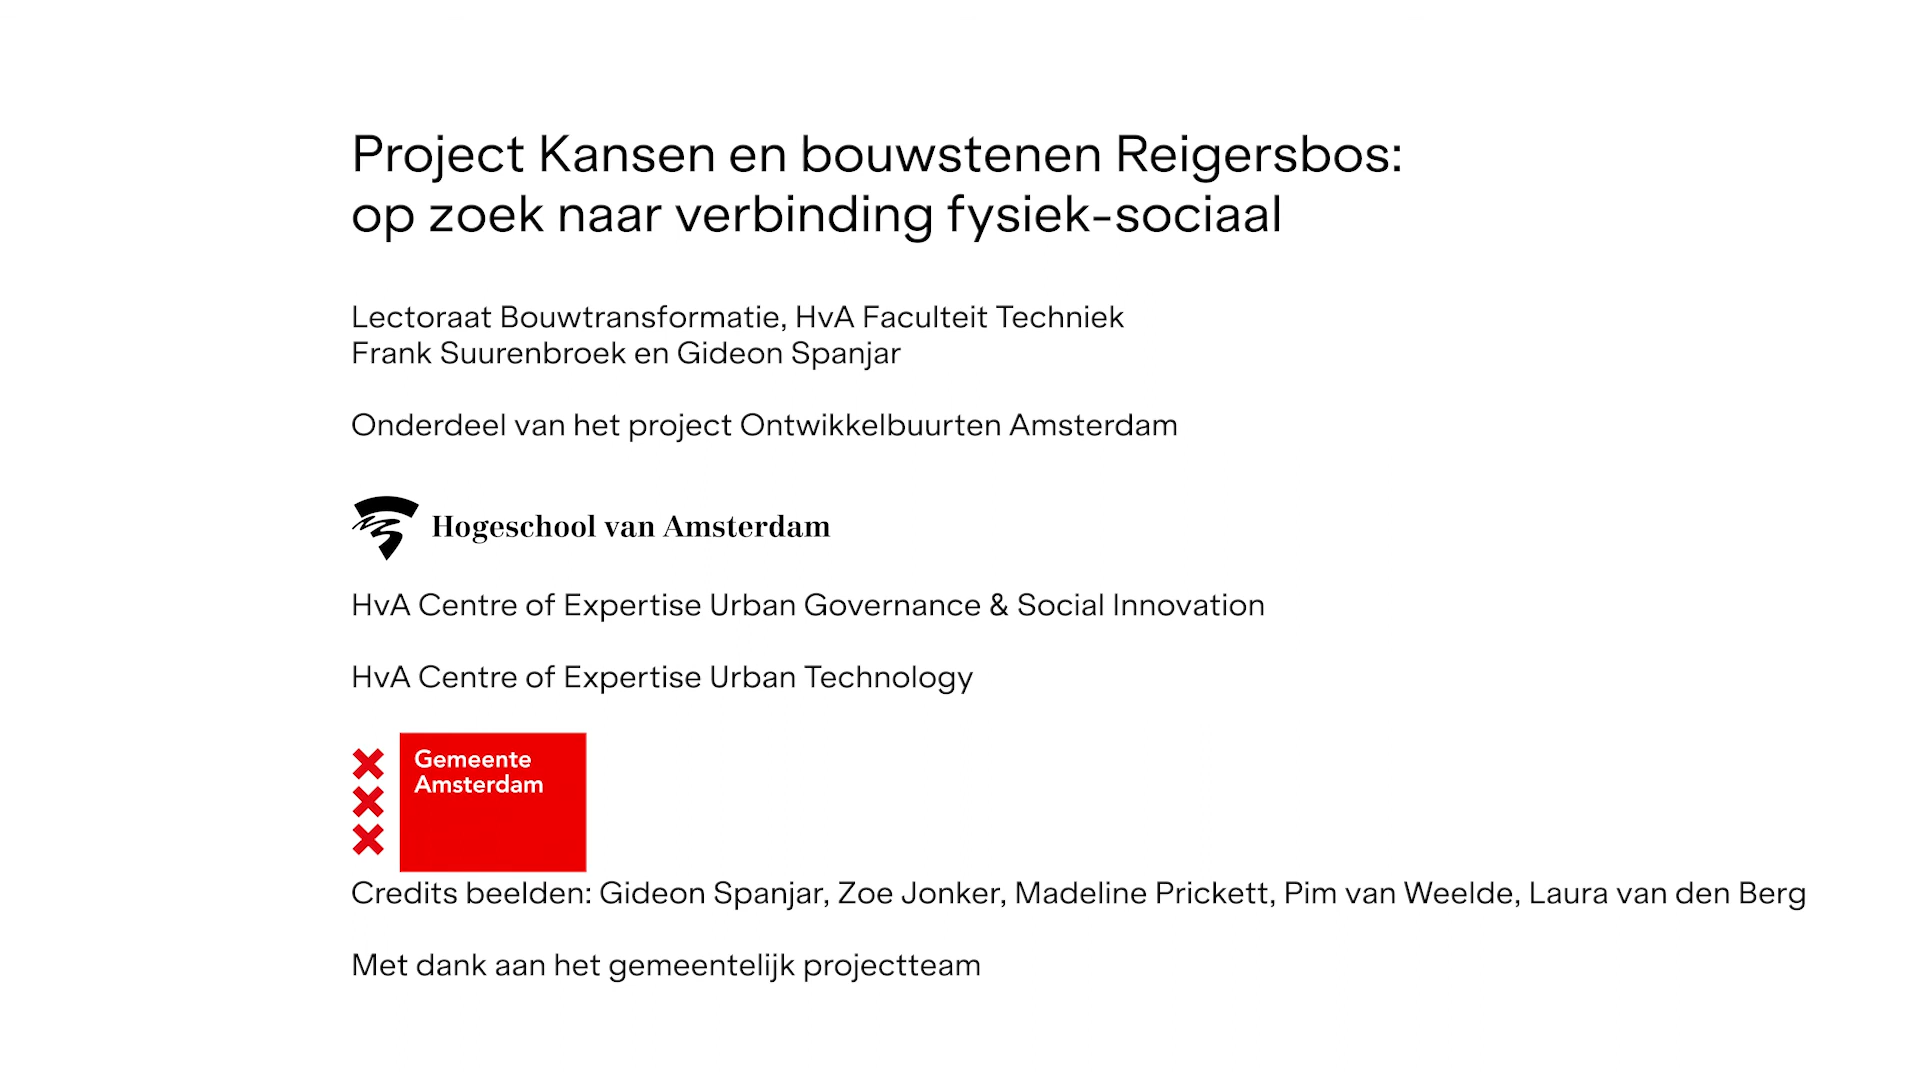 Project Kansen en bouwstenen Reigersbos:
op zoek naar verbinding fysiek-sociaal
Lectoraat Bouwtransformatie, HvA Faculteit Techniek
Frank Suurenbroek en Gideon Spanjar
Onderdeel van het project Ontwikkelbuurten Amsterdam
Hogeschool van Amsterdam
HvA Centre of Expertise Urban Governance & Social Innovation
HvA Centre of Expertise Urban Technology
Gemeente
Amsterdam
Credits beelden: Gideon Spanjar, Zoe Jonker, Madeline Prickett, Pim van Weelde, Laura van den Berg
Met dank aan het gemeentelijk projectteam